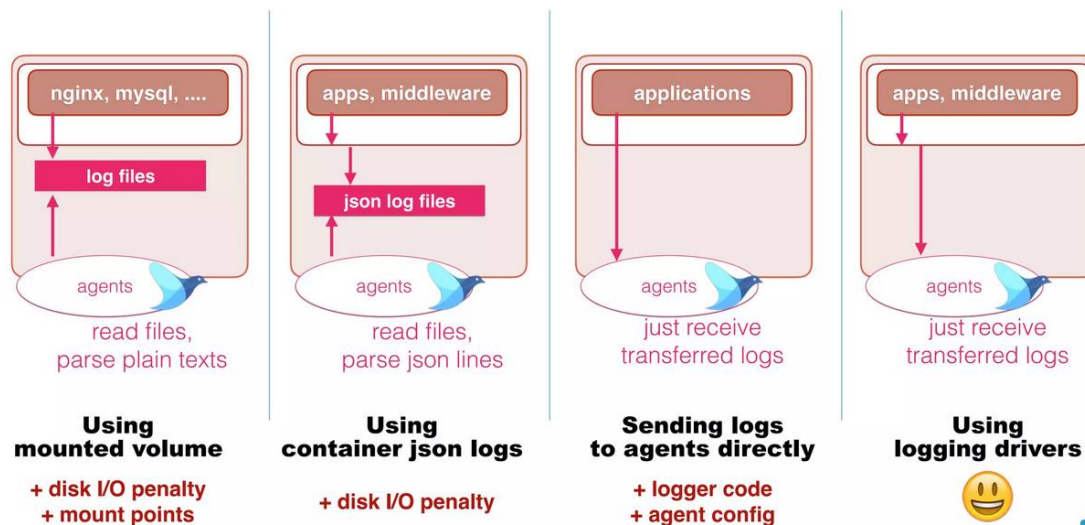 nginx, mysql, ....
log files
agents
read files,
parse plain texts
Using
mounted volume
+ disk I/O penalty
+ mount points
apps, middleware
json log files
agents
read files,
parse json lines
Using
container json logs
+ disk I/O penalty
applications
agents
just receive
transferred logs
Sending logs
to agents directly
+ logger code
+ agent config
apps, middleware
agents
just receive
transferred logs
Using
logging drivers